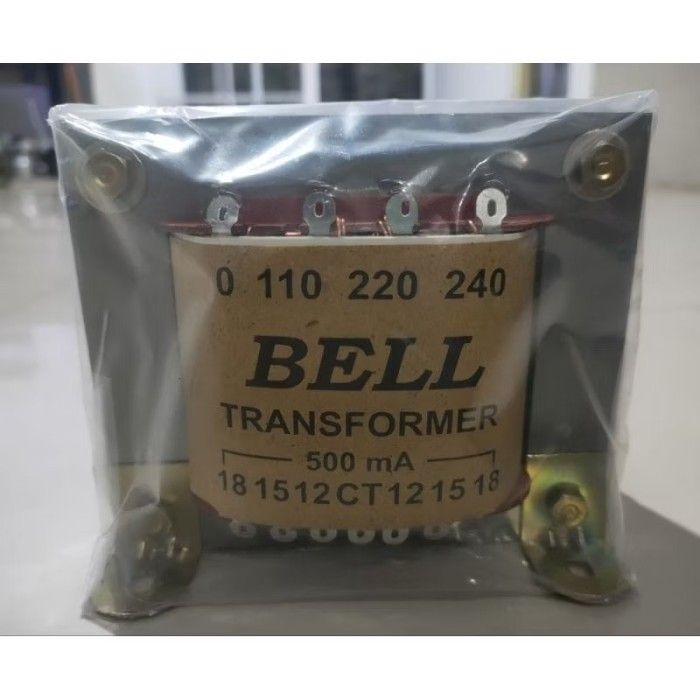 0 110 220 240
BELL
TRANSFORMER
500 mA
18 15 12 CT 12 15 18